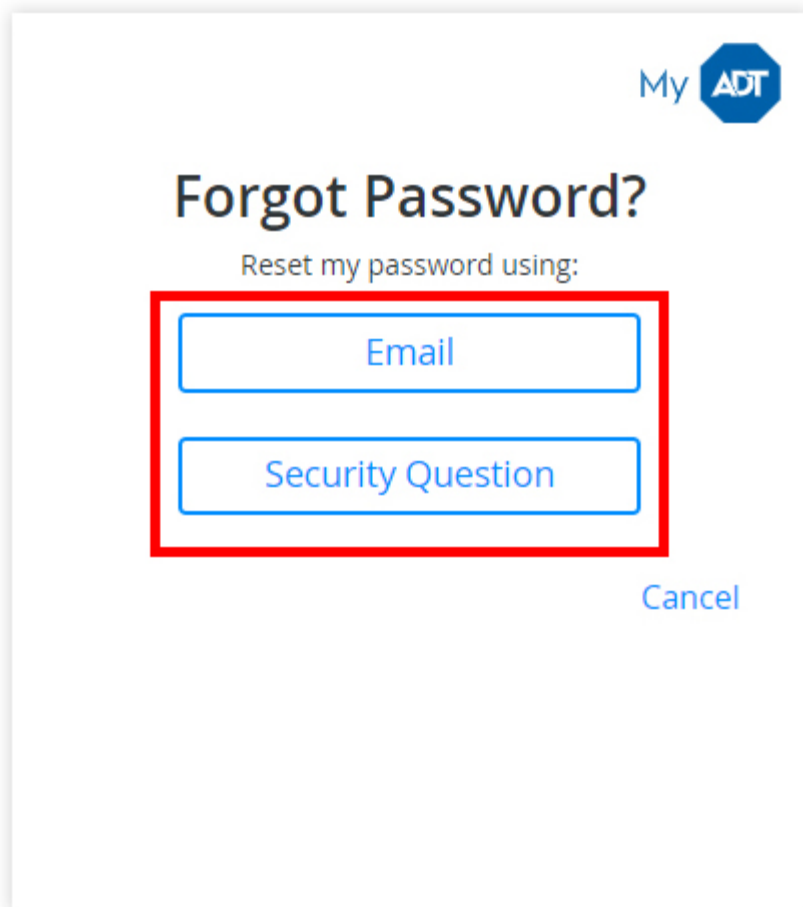 My ADT
Forgot Password?
Reset my password using:
Email
Security Question
Cancel